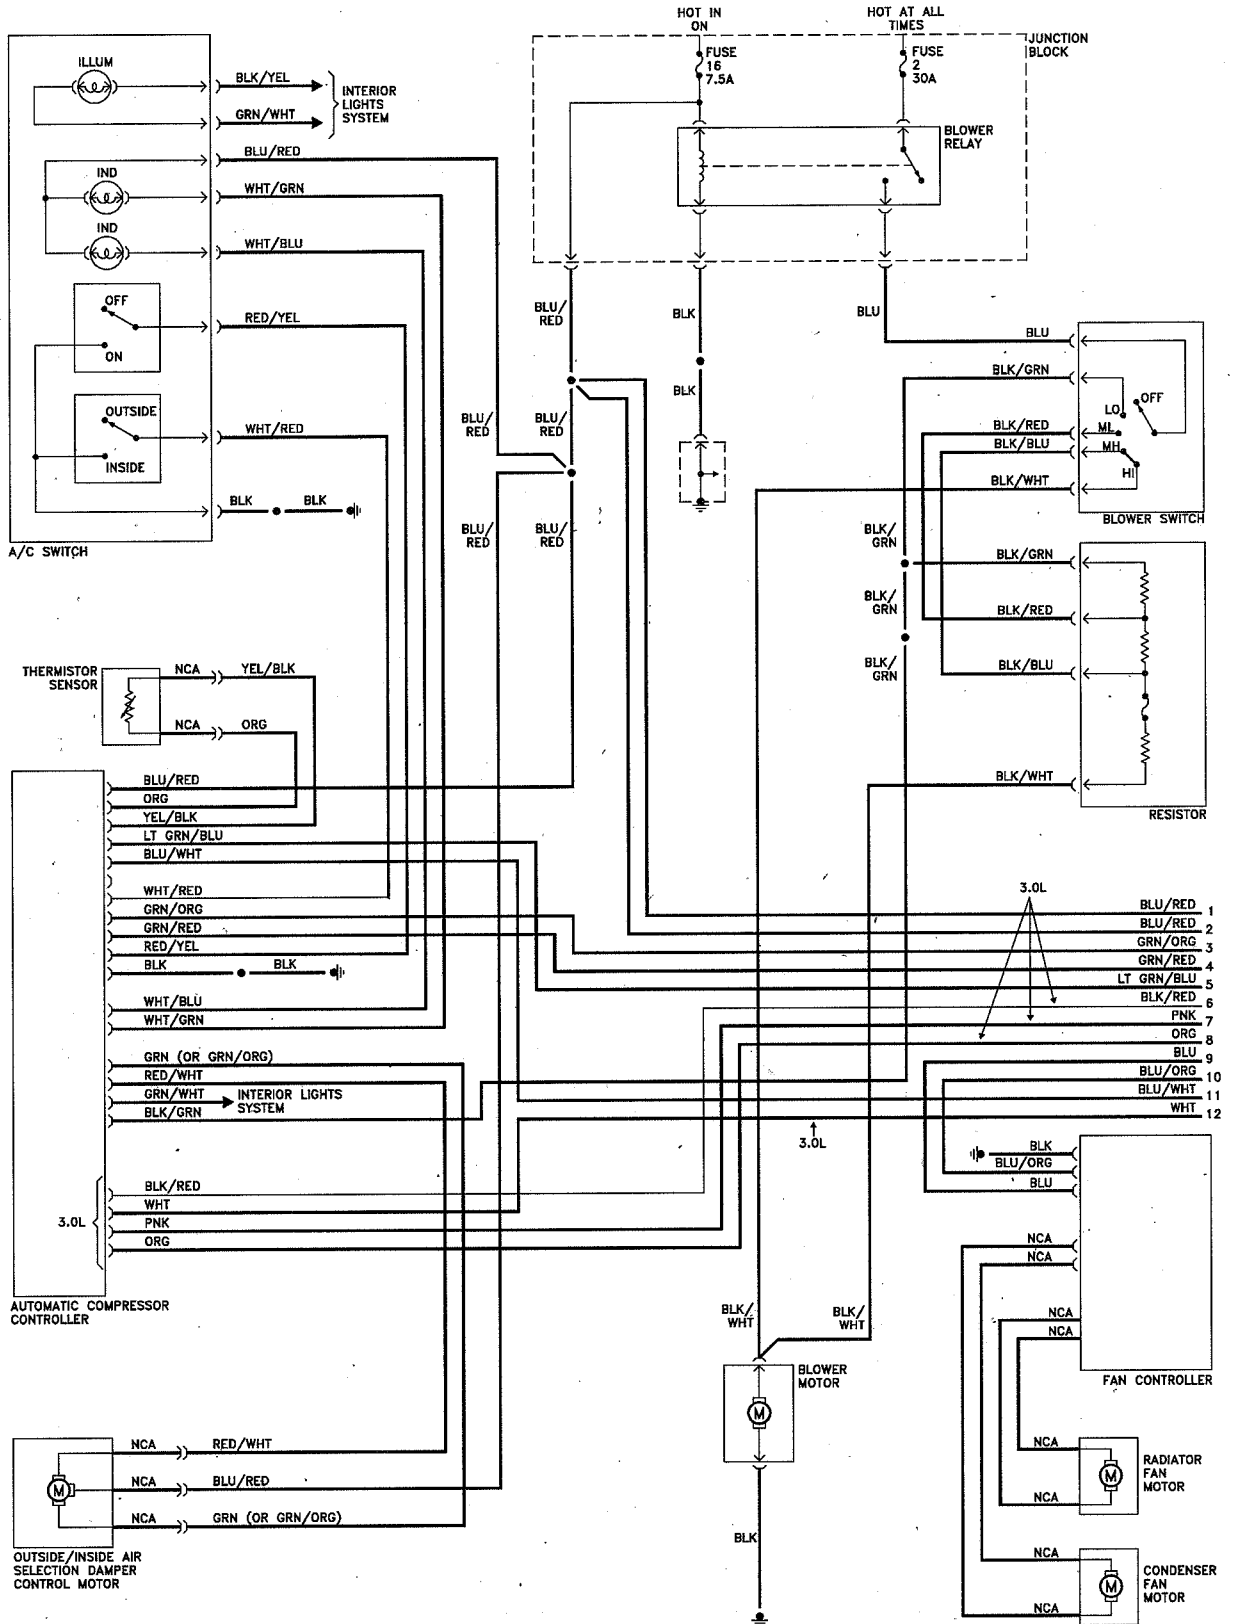 HOT IN
ON
HOT AT ALL
TIMES
JUNCTION
BLOCK
FUSE
16
7.5A
FUSE
2
30A
BLOWER
RELAY
ILLUM
BLK/YEL
GRN/WHT
INTERIOR
LIGHTS
SYSTEM
BLU/RED
IND
WHT/GRN
IND
WHT/BLU
OFF
ON
RED/YEL
OUTSIDE
INSIDE
WHT/RED
BLK
BLK
A/C SWITCH
BLU/
RED
BLK
BLU
BLK
BLU/
RED
BLU/
RED
BLU/
RED
BLU/
RED
BLU
BLK/GRN
BLK/RED
BLK/BLU
BLK/WHT
OFF
LO
ML
MH
HI
BLOWER SWITCH
BLK/
GRN
BLK/
GRN
BLK/
GRN
BLK/GRN
BLK/RED
BLK/BLU
BLK/WHT
RESISTOR
THERMISTOR
SENSOR
NCA
YEL/BLK
NCA
ORG
BLU/RED
ORG
YEL/BLK
LT GRN/BLU
BLU/WHT
WHT/RED
GRN/ORG
GRN/RED
RED/YEL
BLK
BLK
WHT/BLU
WHT/GRN
GRN (OR GRN/ORG)
RED/WHT
GRN/WHT
INTERIOR LIGHTS
SYSTEM
BLK/GRN
BLK/RED
WHT
PNK
ORG
3.0L
AUTOMATIC COMPRESSOR
CONTROLLER
3.0L
BLU/RED 1
BLU/RED 2
GRN/ORG 3
GRN/RED 4
LT GRN/BLU 5
BLK/RED 6
PNK 7
ORG 8
BLU 9
BLU/ORG 10
BLU/WHT 11
WHT 12
3.0L
BLK
BLU/ORG
BLU
NCA
NCA
NCA
NCA
FAN CONTROLLER
BLK/
WHT
BLK/
WHT
BLOWER
MOTOR
M
BLK
NCA
RED/WHT
NCA
BLU/RED
NCA
GRN (OR GRN/ORG)
M
OUTSIDE/INSIDE AIR
SELECTION DAMPER
CONTROL MOTOR
NCA
NCA
M
RADIATOR
FAN
MOTOR
NCA
NCA
M
CONDENSER
FAN
MOTOR